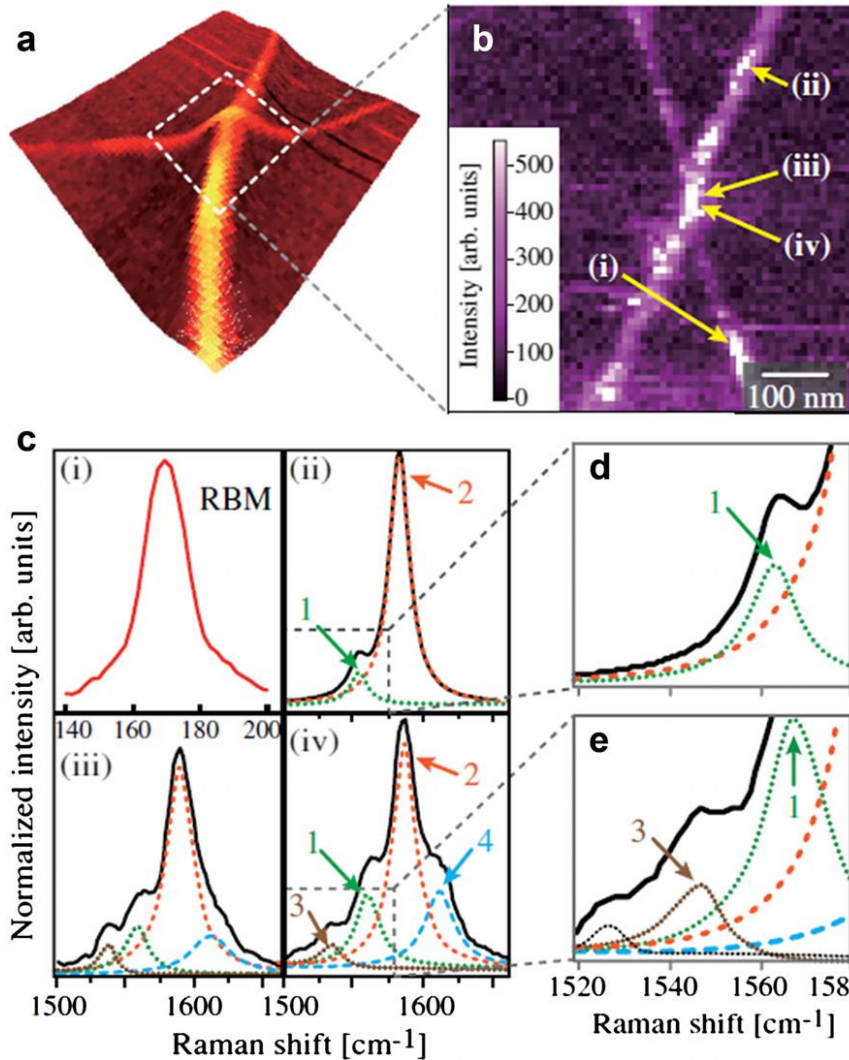 a
b
(ii)
(iii)
(iv)
(i)
Intensity [arb. units]
500
400
300
200
100
0
100 nm
c
Normalized intensity [arb. units]
(i)
RBM
140 160 180 200
(ii)
2
1
d
1
(iii)
1500 1600
(iv)
2
1
4
3
1500 1600
Raman shift [cm-1]
e
1
3
1520 1540 1560 158
Raman shift [cm-1]